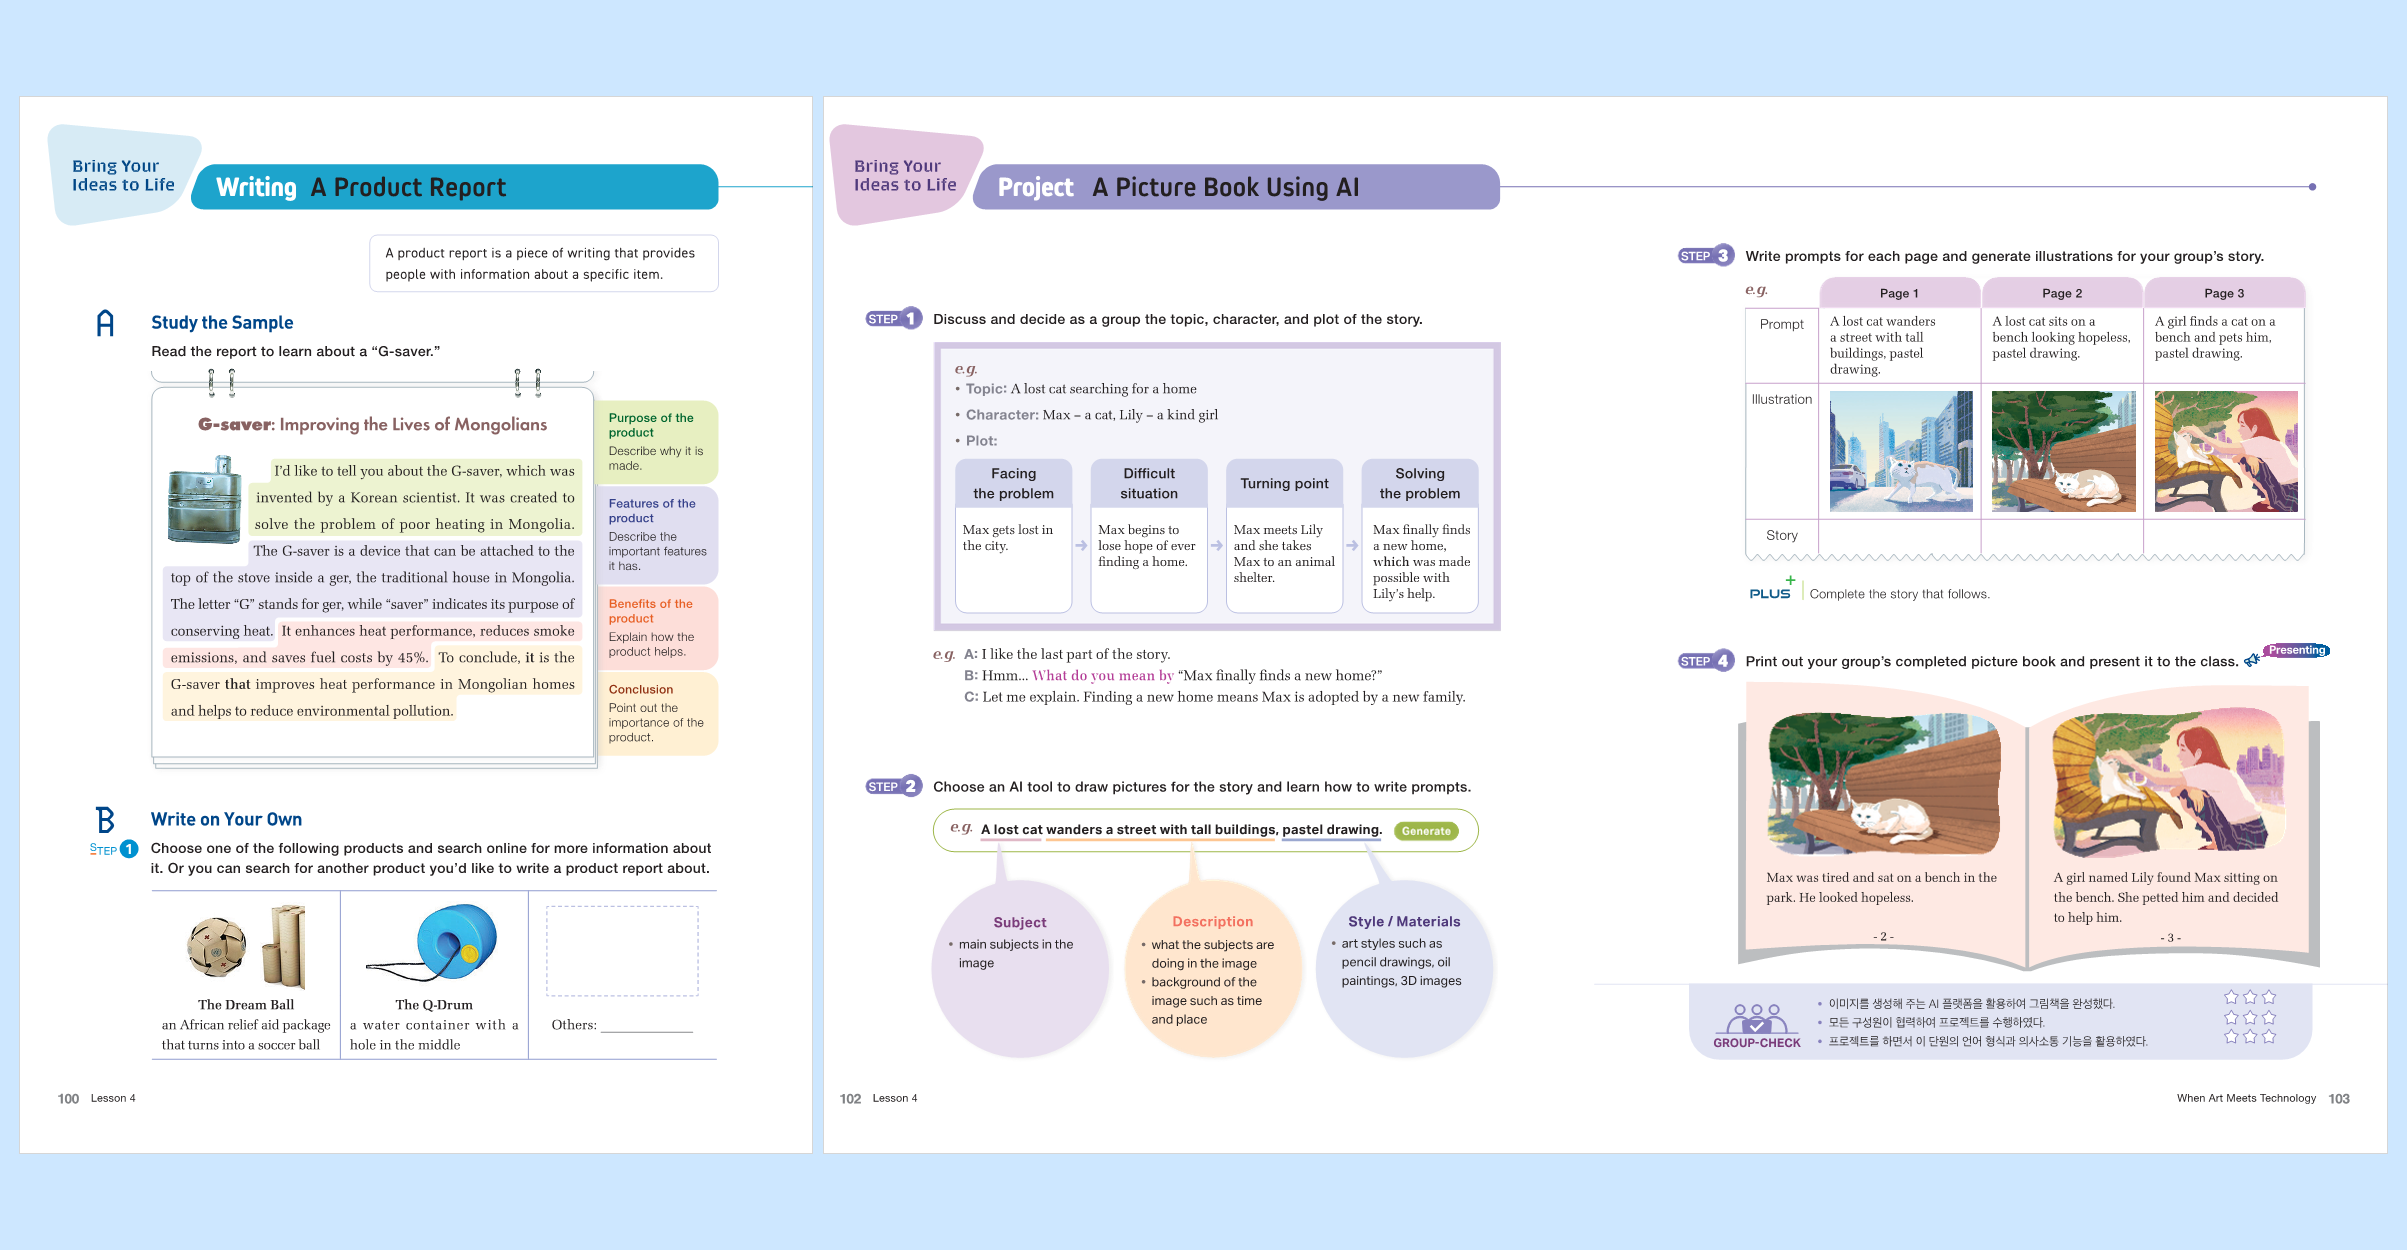 Bring Your
Ideas to Life
Writing A Product Report
A product report is a piece of writing that provides
people with information about a specific item.
A
Study the Sample
Read the report to learn about a “G-saver.”
G-saver: Improving the Lives of Mongolians
I’d like to tell you about the G-saver, which was
invented by a Korean scientist. It was created to
solve the problem of poor heating in Mongolia.
The G-saver is a device that can be attached to the
top of the stove inside a ger, the traditional house in Mongolia.
The letter “G” stands for ger, while “saver” indicates its purpose of
conserving heat. It enhances heat performance, reduces smoke
emissions, and saves fuel costs by 45%. To conclude, it is the
G-saver that improves heat performance in Mongolian homes
and helps to reduce environmental pollution.
Purpose of the
product
Describe why it is
made.
Features of the
product
Describe the
important features
it has.
Benefits of the
product
Explain how the
product helps.
Conclusion
Point out the
importance of the
product.
B
Write on Your Own
STEP 1
Choose one of the following products and search online for more information about
it. Or you can search for another product you’d like to write a product report about.
The Dream Ball
an African relief aid package
that turns into a soccer ball
The Q-Drum
a water container with a
hole in the middle
Others:
100 Lesson 4
Bring Your
Ideas to Life
Project A Picture Book Using AI
STEP 1 Discuss and decide as a group the topic, character, and plot of the story.
e.g.
• Topic: A lost cat searching for a home
• Character: Max – a cat, Lily – a kind girl
• Plot:
Facing
the problem
Max gets lost in
the city.
Difficult
situation
Max begins to
lose hope of ever
finding a home.
Turning point
Max meets Lily
and she takes
Max to an animal
shelter.
Solving
the problem
Max finally finds
a new home,
which was made
possible with
Lily’s help.
e.g. A: I like the last part of the story.
B: Hmm... What do you mean by “Max finally finds a new home?”
C: Let me explain. Finding a new home means Max is adopted by a new family.
STEP 2 Choose an AI tool to draw pictures for the story and learn how to write prompts.
e.g. A lost cat wanders a street with tall buildings, pastel drawing. Generate
Subject
• main subjects in the
image
Description
• what the subjects are
doing in the image
• background of the
image such as time
and place
Style / Materials
• art styles such as
pencil drawings, oil
paintings, 3D images
102 Lesson 4
STEP 3 Write prompts for each page and generate illustrations for your group’s story.
e.g.
Page 1
Page 2
Page 3
Prompt
A lost cat wanders
a street with tall
buildings, pastel
drawing.
A lost cat sits on a
bench looking hopeless,
pastel drawing.
A girl finds a cat on a
bench and pets him,
pastel drawing.
Illustration
Story
PLUS+ Complete the story that follows.
STEP 4 Print out your group’s completed picture book and present it to the class. Presenting
Max was tired and sat on a bench in the
park. He looked hopeless.
- 2 -
A girl named Lily found Max sitting on
the bench. She petted him and decided
to help him.
- 3 -
GROUP-CHECK
• 이미지를 생성해 주는 AI 플랫폼을 활용하여 그림책을 완성했다.
• 모든 구성원이 협력하여 프로젝트를 수행하였다.
• 프로젝트를 하면서 이 단원의 언어 형식과 의사소통 기능을 활용하였다.
When Art Meets Technology 103